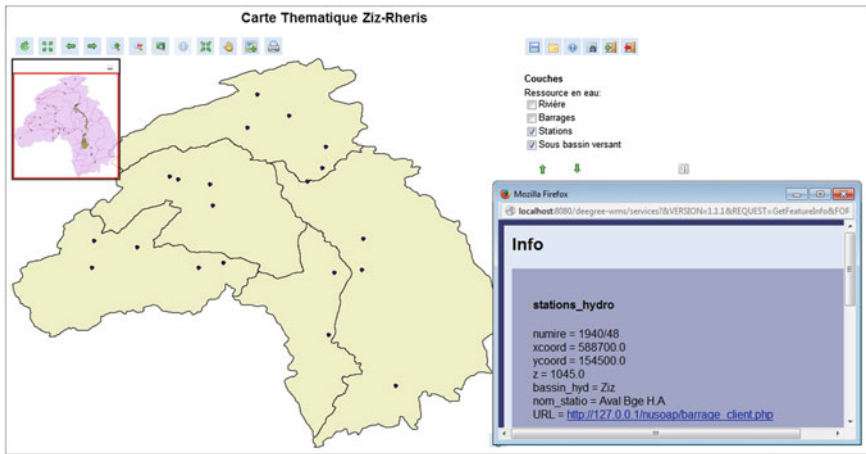 Carte Thematique Ziz-Rheris
Couches
Ressource en eau:
Rivière
Barrages
Stations
Sous bassin versant
Mozilla Firefox
localhost:8080/deegree-wms/services?&VERSION=1.1.1&REQUEST=GetFeatureInfo&FOF
Info
stations_hydro
numire = 1940/48
xcoord = 588700.0
ycoord = 154500.0
z = 1045.0
bassin_hyd = Ziz
nom_statio = Aval Bge H.A
URL = http://127.0.0.1/nusoap/barrage_client.php